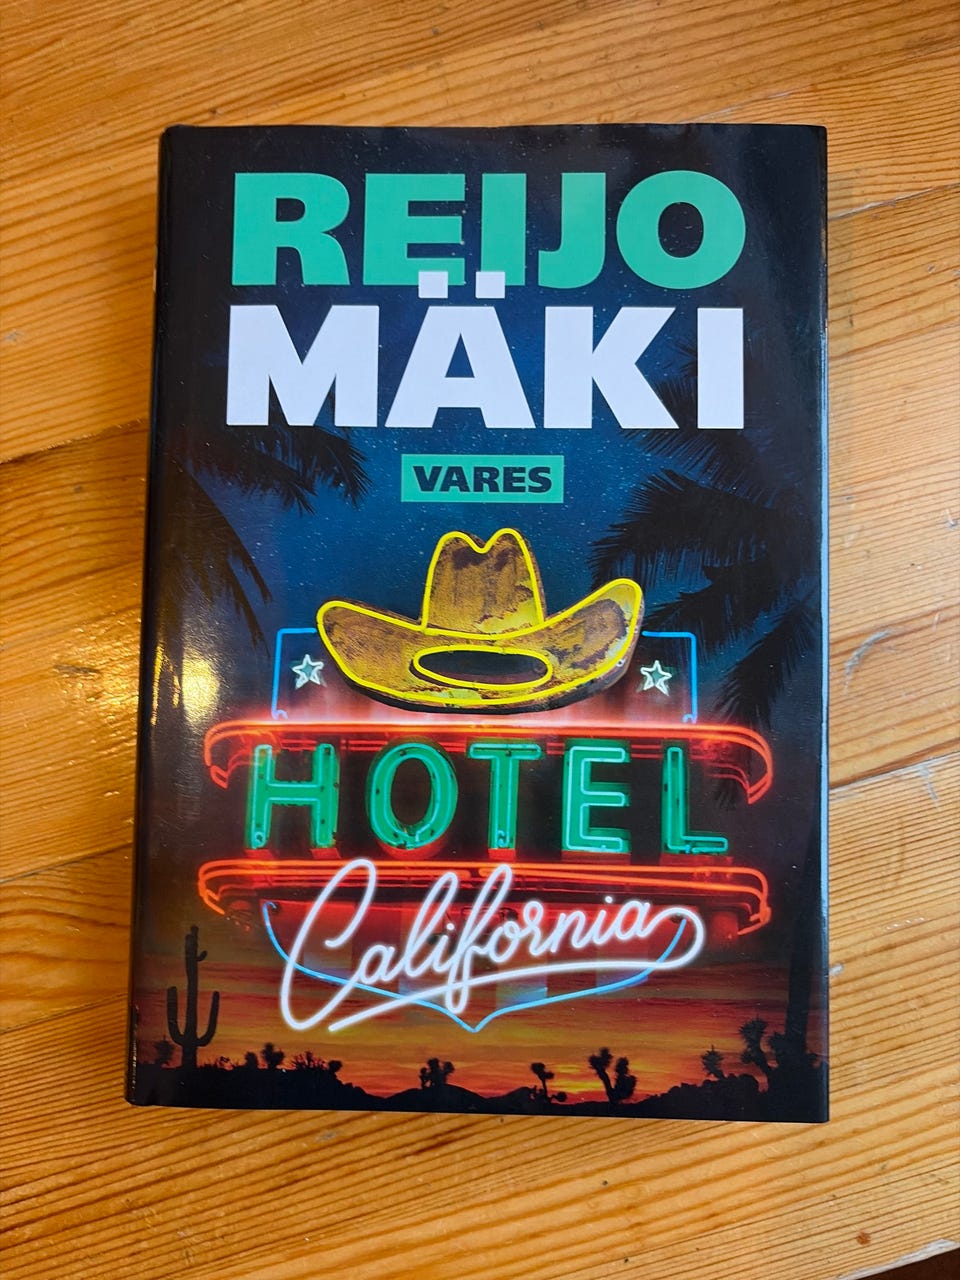 REIJO
MÄKI
VARES
HOTEL
California